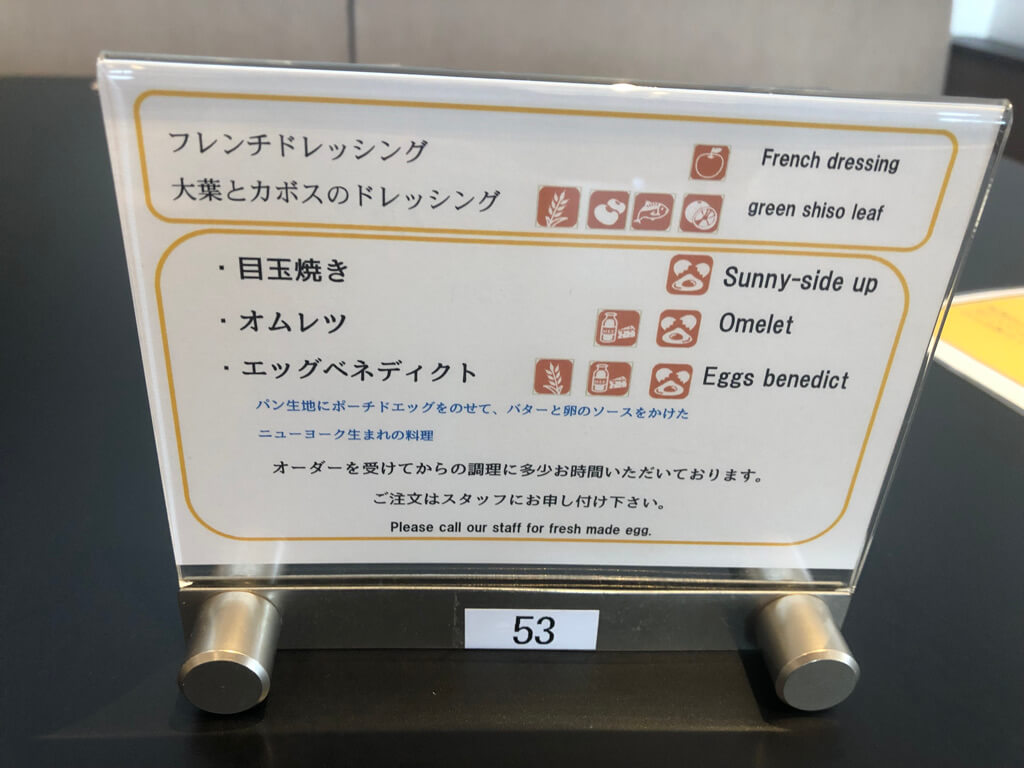 フレンチドレッシング French dressing
大葉とカボスのドレッシング green shiso leaf
・目玉焼き Sunny-side up
・オムレツ Omelet
・エッグベネディクト Eggs benedict
パン生地にポーチドエッグをのせて、バターと卵のソースをかけた
ニューヨーク生まれの料理
オーダーを受けてからの調理に多少お時間いただいております。
ご注文はスタッフにお申し付け下さい。
Please call our staff for fresh made egg.
53